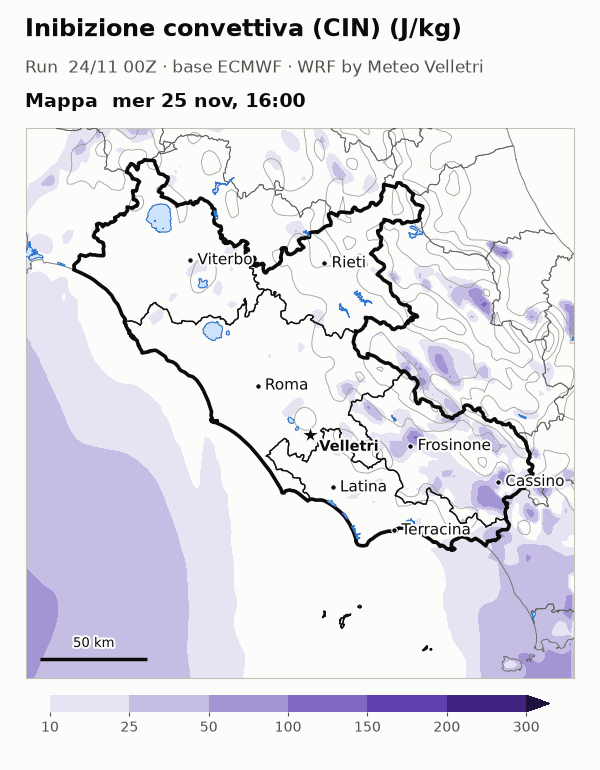 Inibizione convettiva (CIN) (J/kg)
Run  24/11 00Z · base ECMWF · WRF by Meteo Velletri
Mappa  mer 25 nov, 16:00
Viterbo
Rieti
Roma
Velletri
Frosinone
Latina
Cassino
Terracina
50 km
10 25 50 100 150 200 300